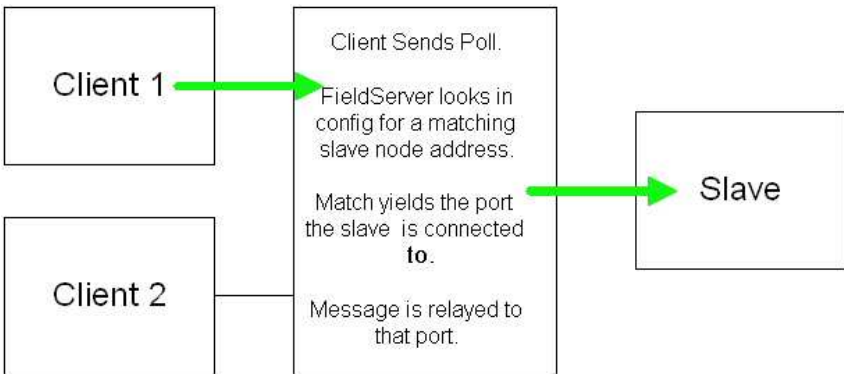 Client 1
Client 2
Client Sends Poll.
FieldServer looks in
config for a matching
slave node address.
Match yields the port
the slave is connected
to.
Message is relayed to
that port.
Slave